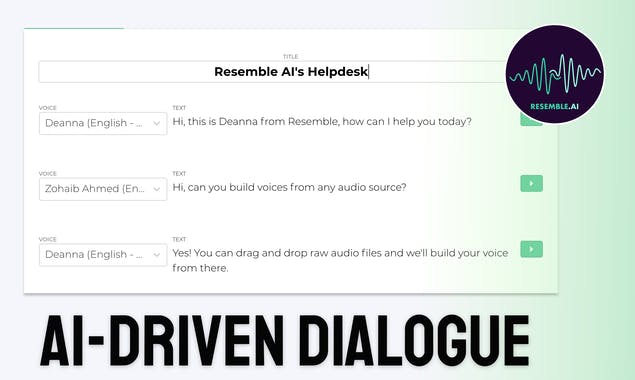 TITLE
Resemble AI's Helpdesk
RESEMBLE.AI
VOICE
TEXT
Deanna (English - ...
Hi, this is Deanna from Resemble, how can I help you today?
VOICE
TEXT
Zohaib Ahmed (En...
Hi, can you build voices from any audio source?
VOICE
TEXT
Deanna (English - ...
Yes! You can drag and drop raw audio files and we'll build your voice
from there.
AI-DRIVEN DIALOGUE